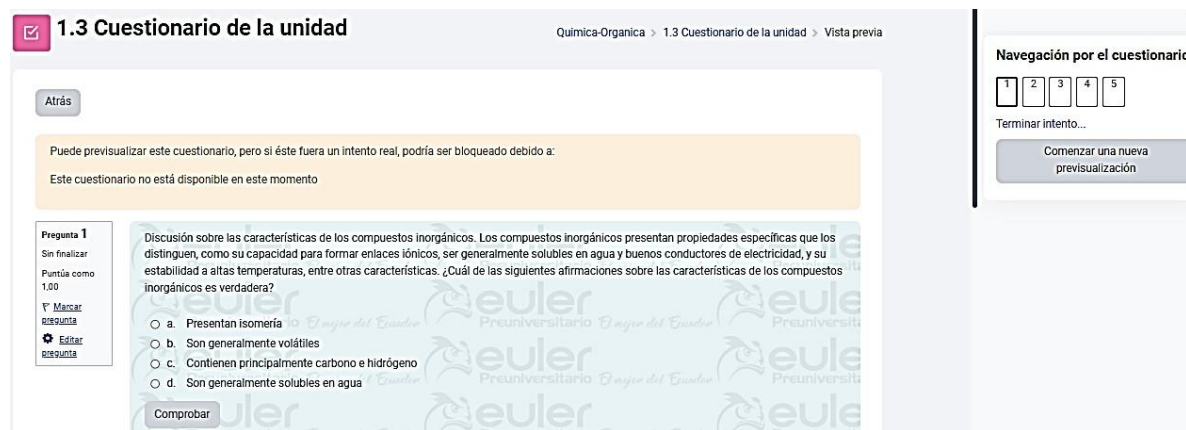 1.3 Cuestionario de la unidad
Quimica-Organica > 1.3 Cuestionario de la unidad > Vista previa
Atrás
Puede previsualizar este cuestionario, pero si éste fuera un intento real, podría ser bloqueado debido a:
Este cuestionario no está disponible en este momento
Pregunta 1
Sin finalizar
Puntúa como
1,00
Marcar
pregunta
Editar
pregunta
Discusión sobre las características de los compuestos inorgánicos. Los compuestos inorgánicos presentan propiedades específicas que los
distinguen, como su capacidad para formar enlaces iónicos, ser generalmente solubles en agua y buenos conductores de electricidad, y su
estabilidad a altas temperaturas, entre otras características. ¿Cuál de las siguientes afirmaciones sobre las características de los compuestos
inorgánicos es verdadera?
a. Presentan isomería
b. Son generalmente volátiles
c. Contienen principalmente carbono e hidrógeno
d. Son generalmente solubles en agua
Comprobar
euler
Preuniversitario El mejor del Ecuador
Navegación por el cuestionario
1 2 3 4 5
Terminar intento...
Comenzar una nueva
previsualización